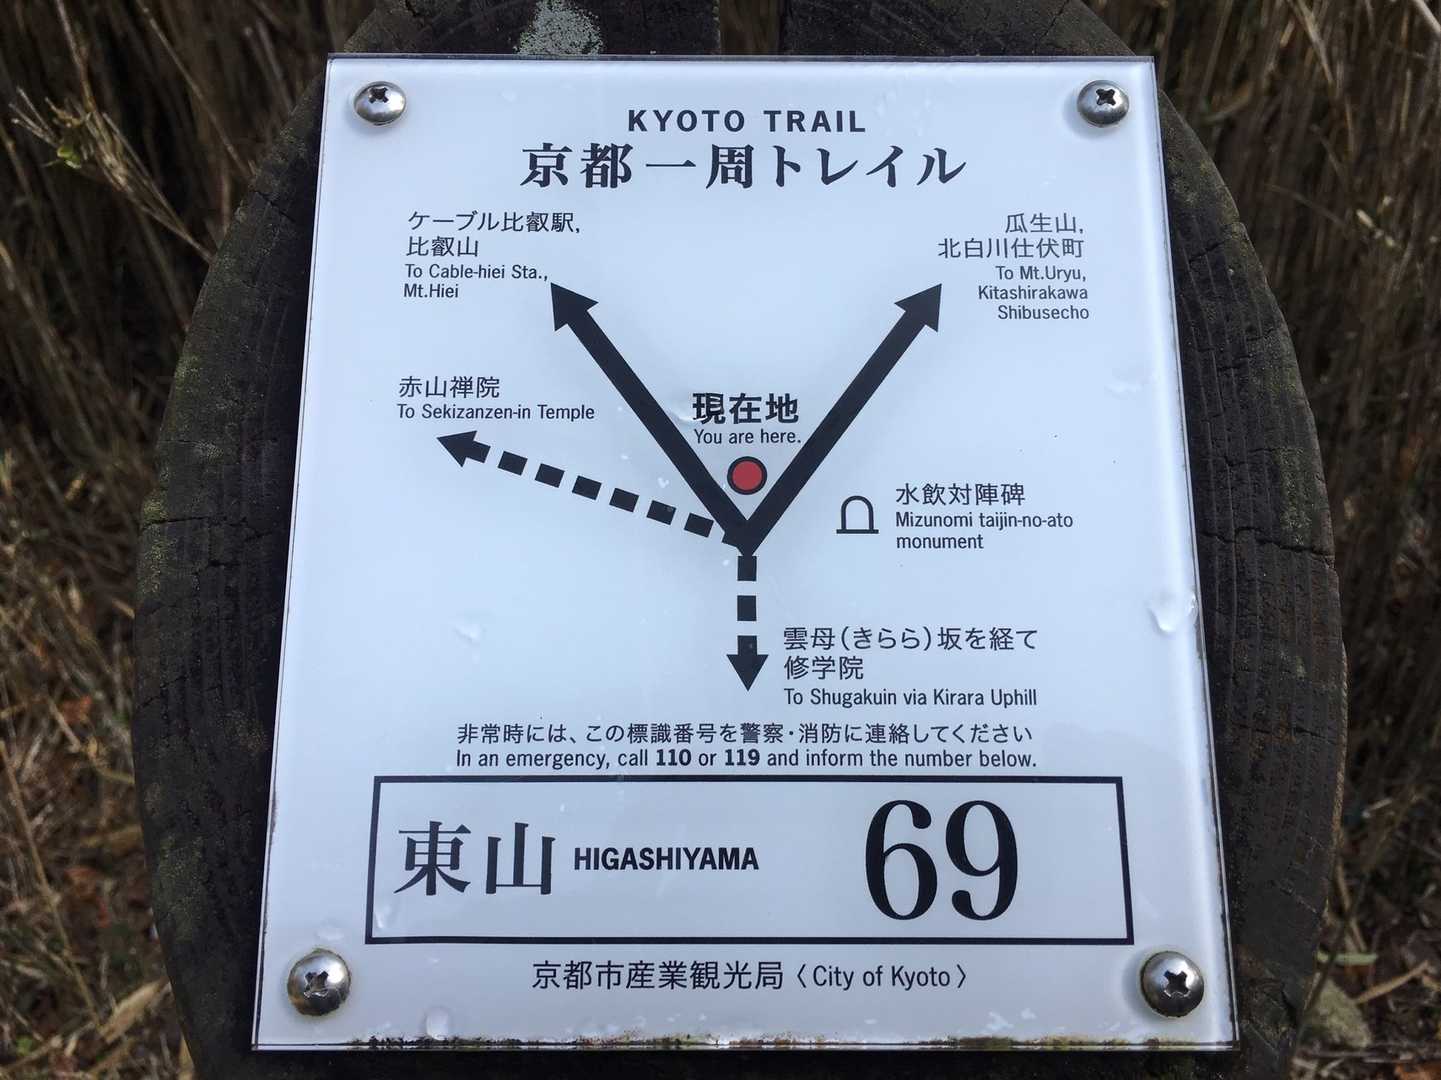 KYOTO TRAIL
京都一周トレイル
ケーブル比叡駅,
比叡山
To Cable-hiei Sta.,
Mt.Hiei
瓜生山,
北白川仕伏町
To Mt.Uryu,
Kitashirakawa
Shibusecho
赤山禅院
To Sekizanzen-in Temple
現在地
You are here.
水飲対陣碑
Mizunomi taijin-no-ato
monument
雲母(きらら)坂を経て
修学院
To Shugakuin via Kirara Uphill
非常時には、この標識番号を警察・消防に連絡してください
In an emergency, call 110 or 119 and inform the number below.
東山 HIGASHIYAMA 69
京都市産業観光局〈City of Kyoto〉